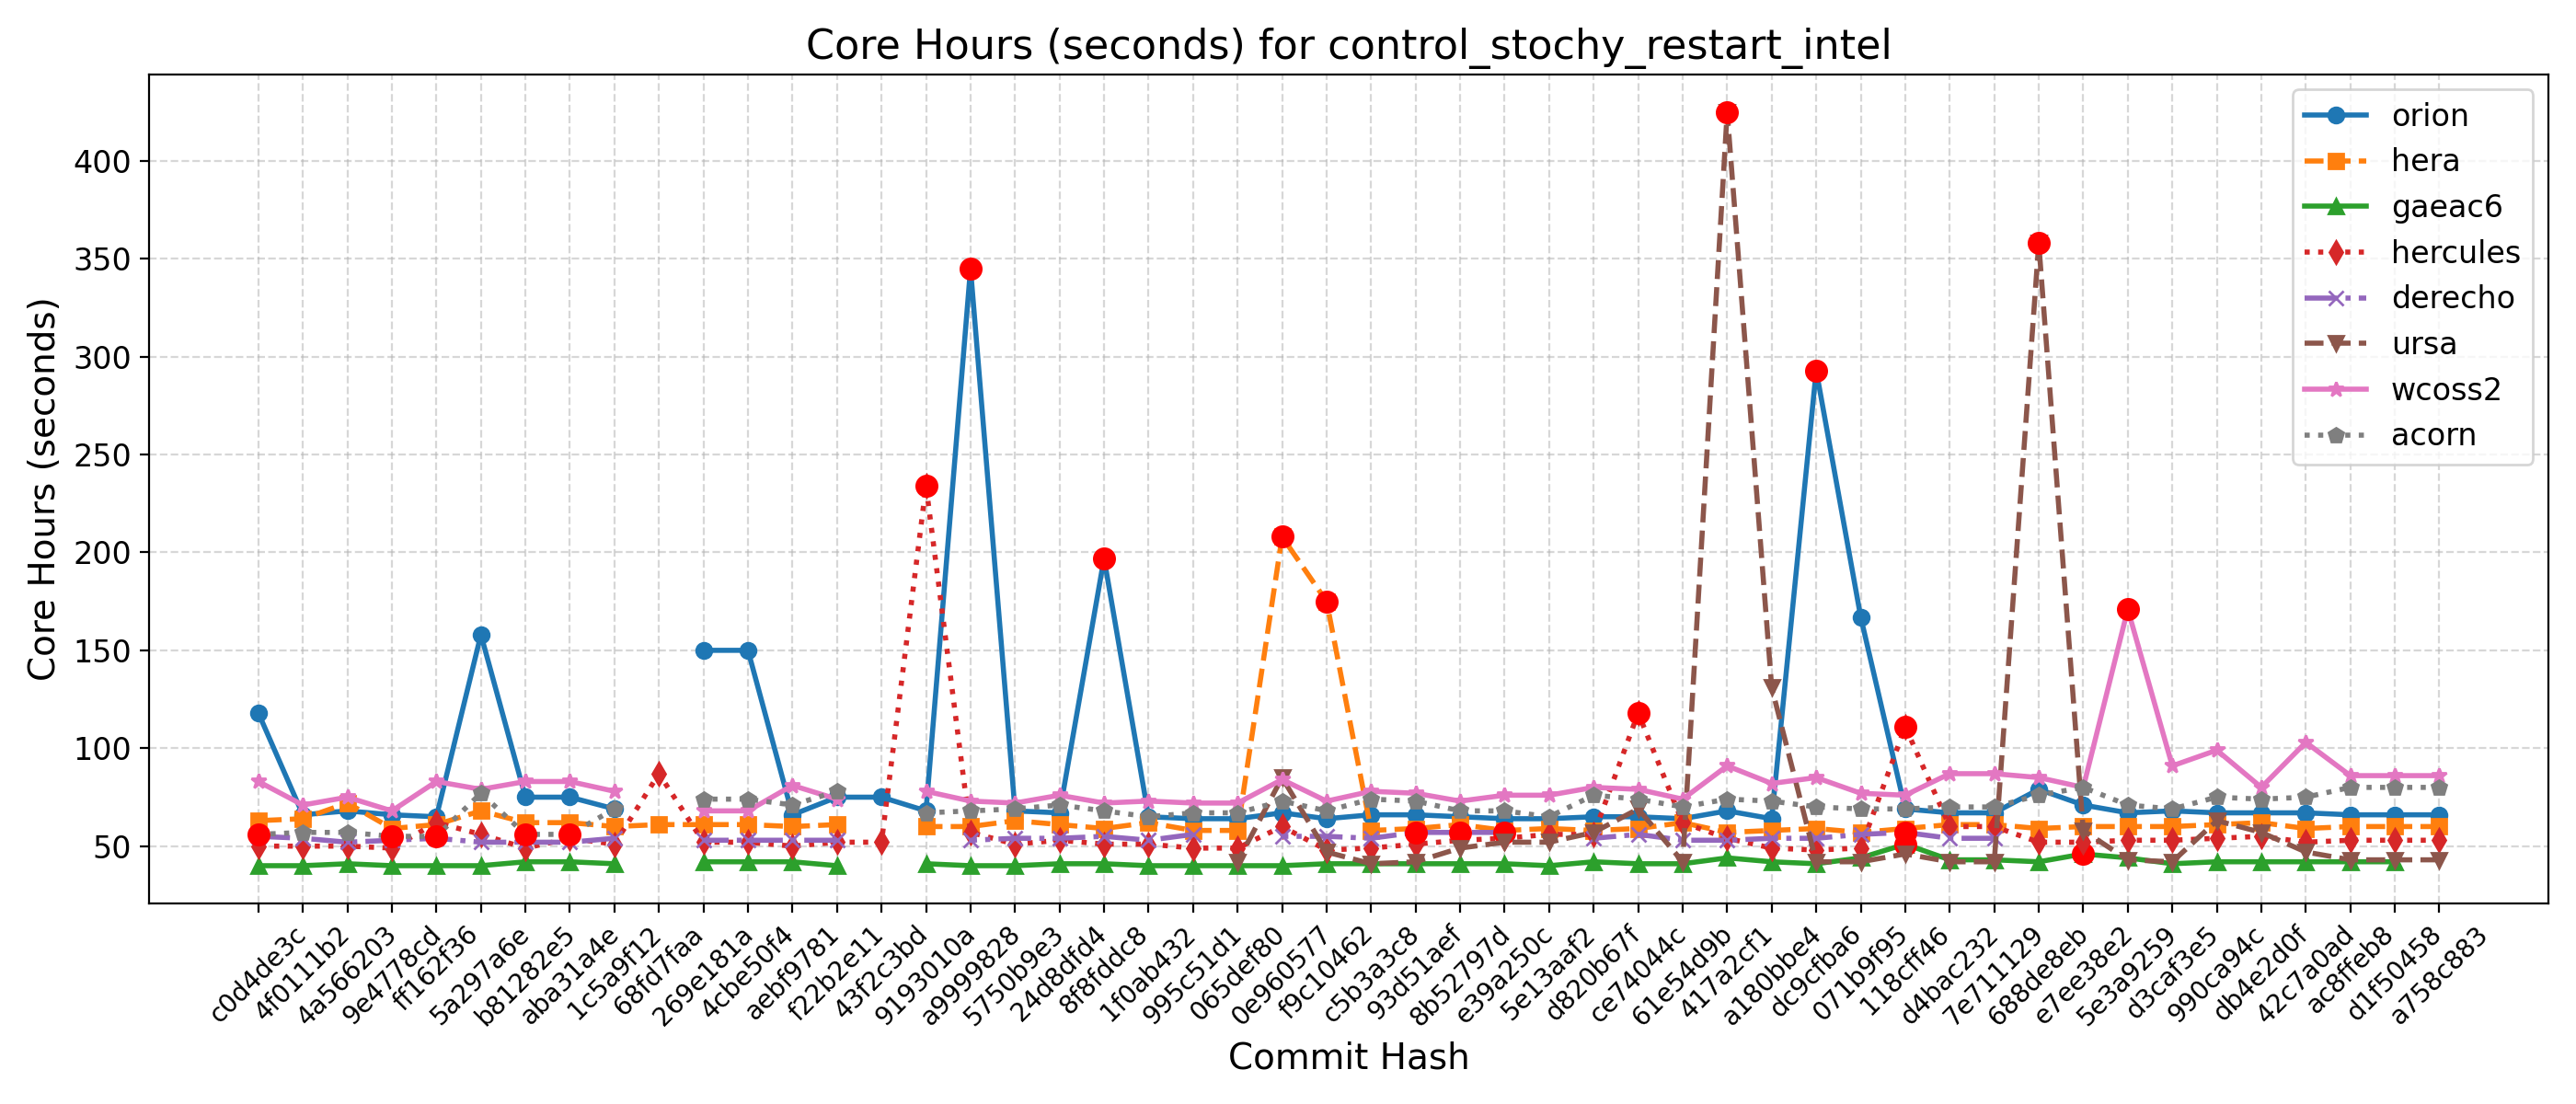 Core Hours (seconds) for control_stochy_restart_intel
Core Hours (seconds)
400
350
300
250
200
150
100
50
orion
hera
gaeac6
hercules
derecho
ursa
wcoss2
acorn
c0d4de3c
4f0111b2
4a566203
9e4778cd
ff162f36
5a297a6e
b81282e5
aba31a4e
1c5a9f12
68fd7faa
269e181a
4cbe50f4
aebf9781
f22b2e11
43f2c3bd
9193010a
a9999828
5750b9e3
24d8dfd4
8f8fddc8
1f0ab432
995c51d1
065def80
0e960577
f9c10462
c5b3a3c8
93d51aef
8b52797d
e39a250c
5e13aaf2
d820b67f
ce74044c
61e54d9b
417a2cf1
a180bbe4
dc9cfba6
071b9f95
118cff46
d4bac232
7e711129
688de8eb
e7ee38e2
5e3a9259
d3caf3e5
990ca94c
db4e2d0f
42c7a0ad
ac8ffeb8
d1f50458
a758c883
Commit Hash